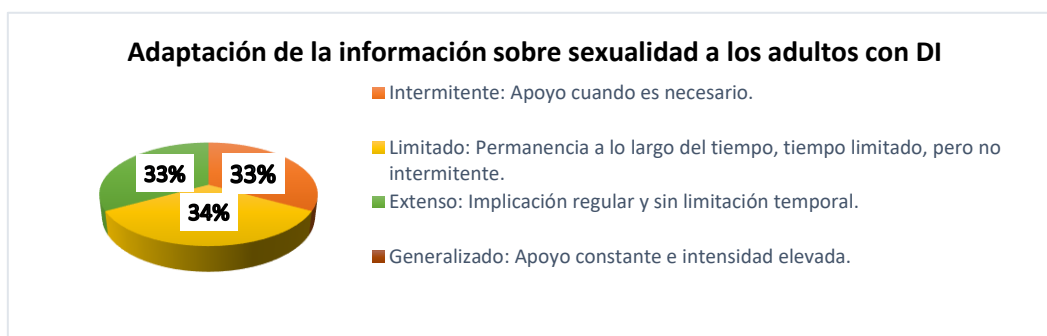 Adaptación de la información sobre sexualidad a los adultos con DI
Intermitente: Apoyo cuando es necesario.
Limitado: Permanencia a lo largo del tiempo, tiempo limitado, pero no
intermitente.
Extenso: Implicación regular y sin limitación temporal.
Generalizado: Apoyo constante e intensidad elevada.
33%
33%
34%